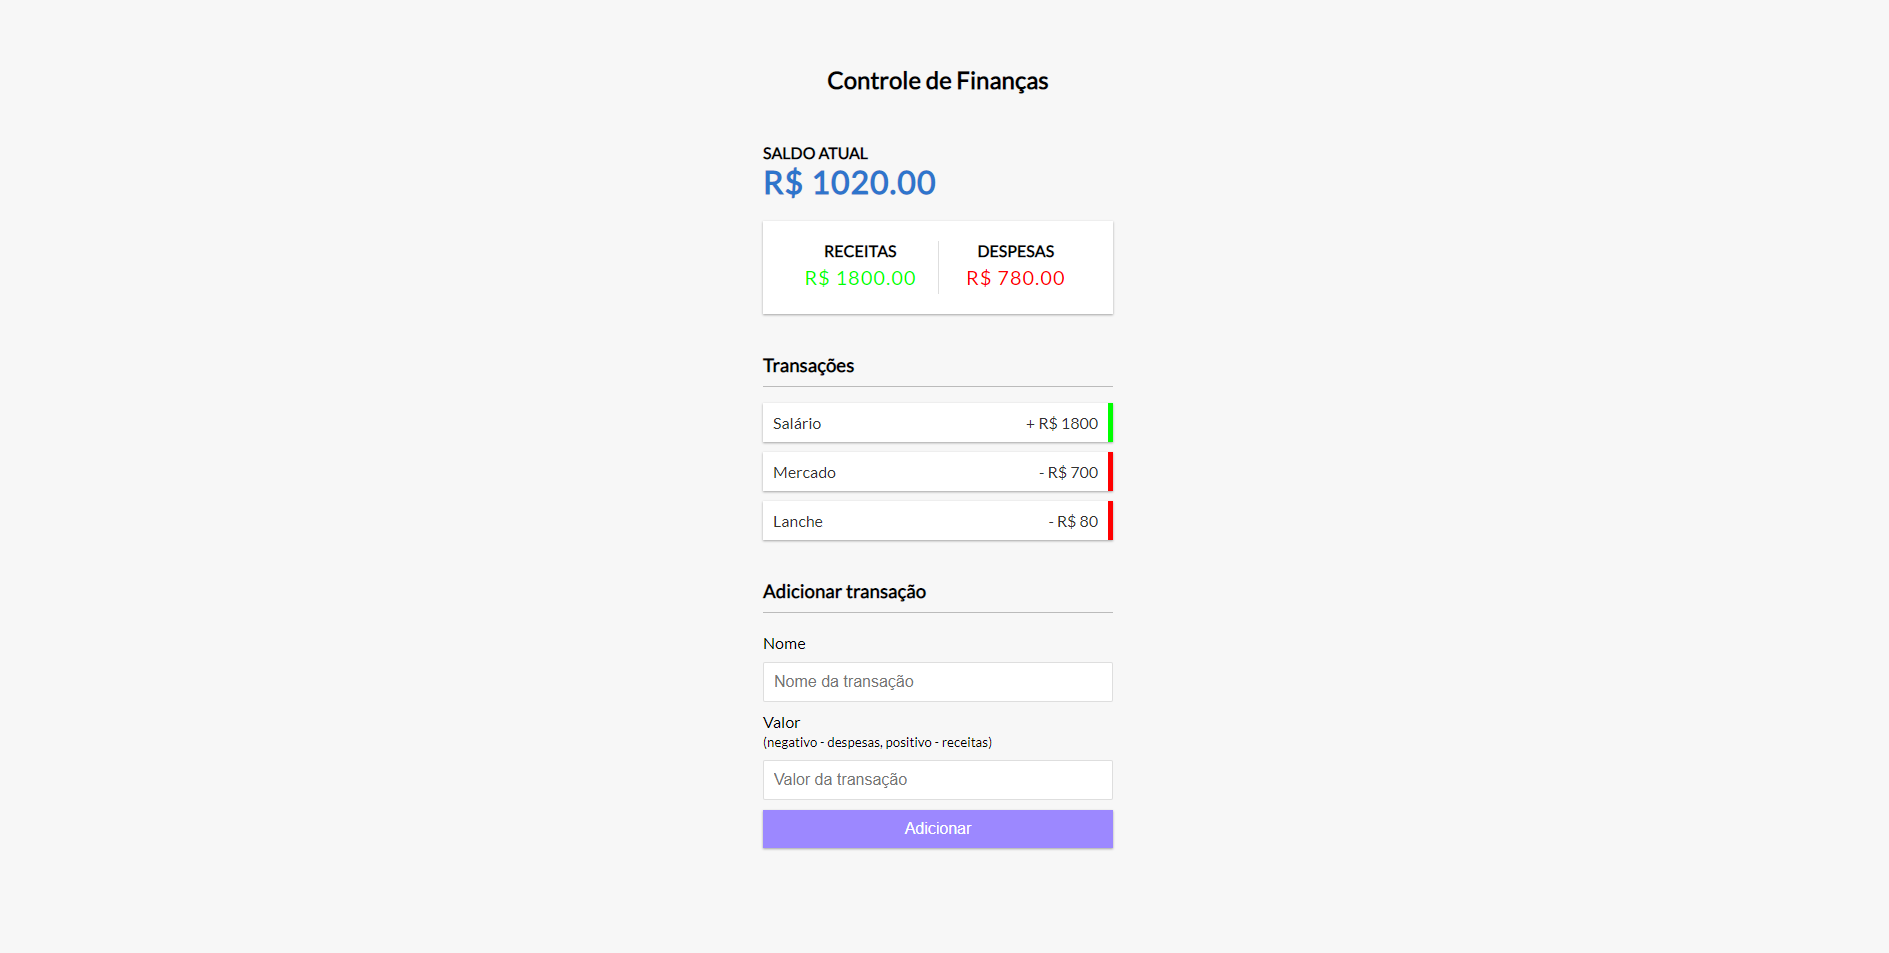 Controle de Finanças
SALDO ATUAL
R$ 1020.00
RECEITAS DESPESAS
R$ 1800.00 R$ 780.00
Transações
Salário + R$ 1800
Mercado - R$ 700
Lanche - R$ 80
Adicionar transação
Nome
Nome da transação
Valor
(negativo - despesas, positivo - receitas)
Valor da transação
Adicionar